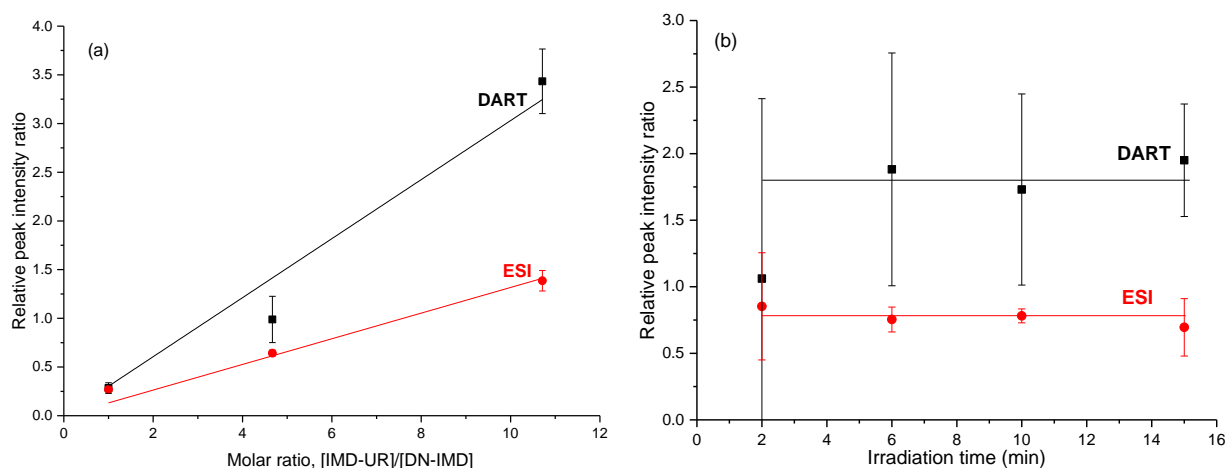 (a)
Relative peak intensity ratio
4.0
3.5
3.0
2.5
2.0
1.5
1.0
0.5
0.0
DART
ESI
0 2 4 6 8 10 12
Molar ratio, [IMD-UR]/[DN-IMD]
(b)
Relative peak intensity ratio
3.0
2.5
2.0
1.5
1.0
0.5
0.0
DART
ESI
0 2 4 6 8 10 12 14 16
Irradiation time (min)